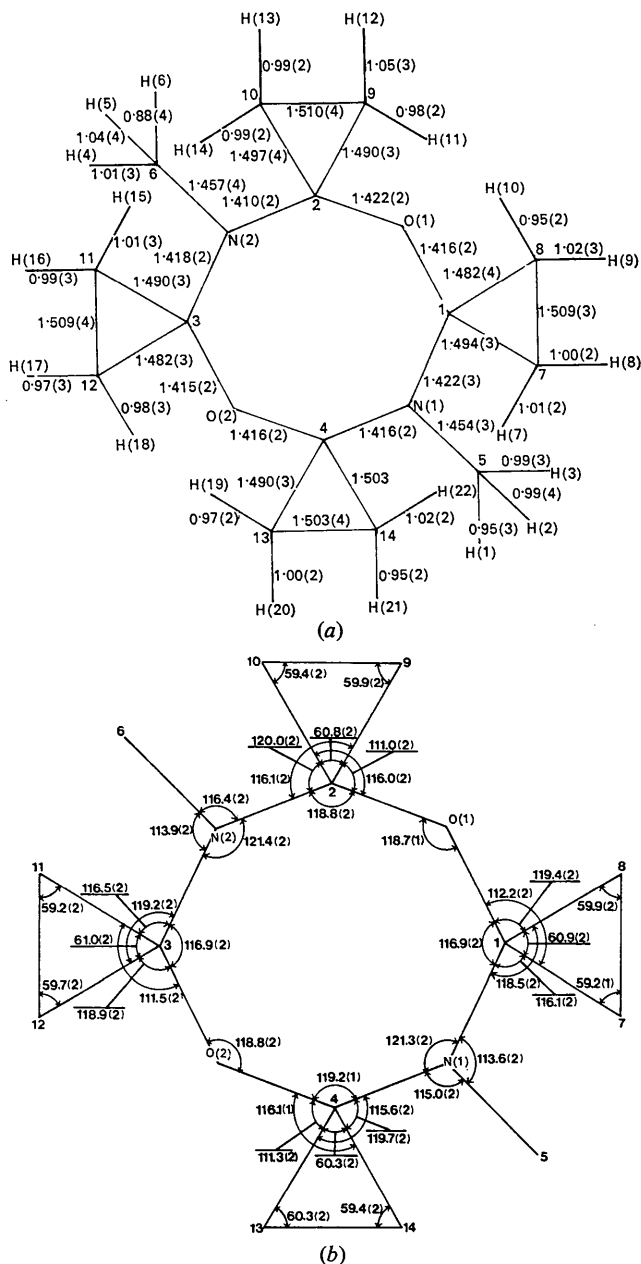 H(13) H(12)
0·99(2) 1·05(3)
H(6)
H(5) 10 1·510(4) 9 0·98(2)
0·88(4)
1·04(4) 0·99(2) H(11)
H(4) H(14) 1·497(4) 1·490(3)
1·01(3) 6
1·457(4) H(10)
H(15) 1·410(2) 2 1·422(2)
0·95(2)
N(2) O(1)
H(16) 11 1·01(3) 1·418(2) 1·416(2) 8 1·02(3) H(9)
0·99(3) 1·490(3) 1·482(4)
1·509(4) 3 1 1·509(3)
H(17) 1·482(3) 1·494(3) 1·00(2) H(8)
0·97(3) 12 1·415(2) 1·422(3) 7
0·98(3) O(2) 4 N(1) 1·01(2)
H(18) 1·416(2) 1·416(2) 1·454(3) H(7)
H(19) 1·490(3) 1·503 H(22) 5 0·99(3) H(3)
0·97(2) 0·99(4)
13 1·503(4) 14 1·02(2) 0·95(3) H(2)
1·00(2) 0·95(2) H(1)
H(20) H(21)
(a)
10 9
59.4(2) 59.9(2)
6 60.8(2)
120.0(2) 111.0(2)
116.4(2) 116.1(2) 116.0(2)
2
113.9(2) N(2) 118.8(2) O(1)
121.4(2) 118.7(1)
11 116.5(2) 8
119.2(2) 112.2(2) 119.4(2)
59.2(2) 59.9(2)
61.0(2) 3 116.9(2) 116.9(2) 1 60.9(2)
59.7(2) 118.5(2) 59.2(1)
118.9(2) 111.5(2) 116.1(2)
12 7
O(2) 118.8(2) 121.3(2) N(1) 113.6(2)
119.2(1)
4 115.0(2)
116.1(1) 115.6(2)
119.7(2)
111.3(2) 60.3(2) 5
60.3(2) 59.4(2)
13 14
(b)